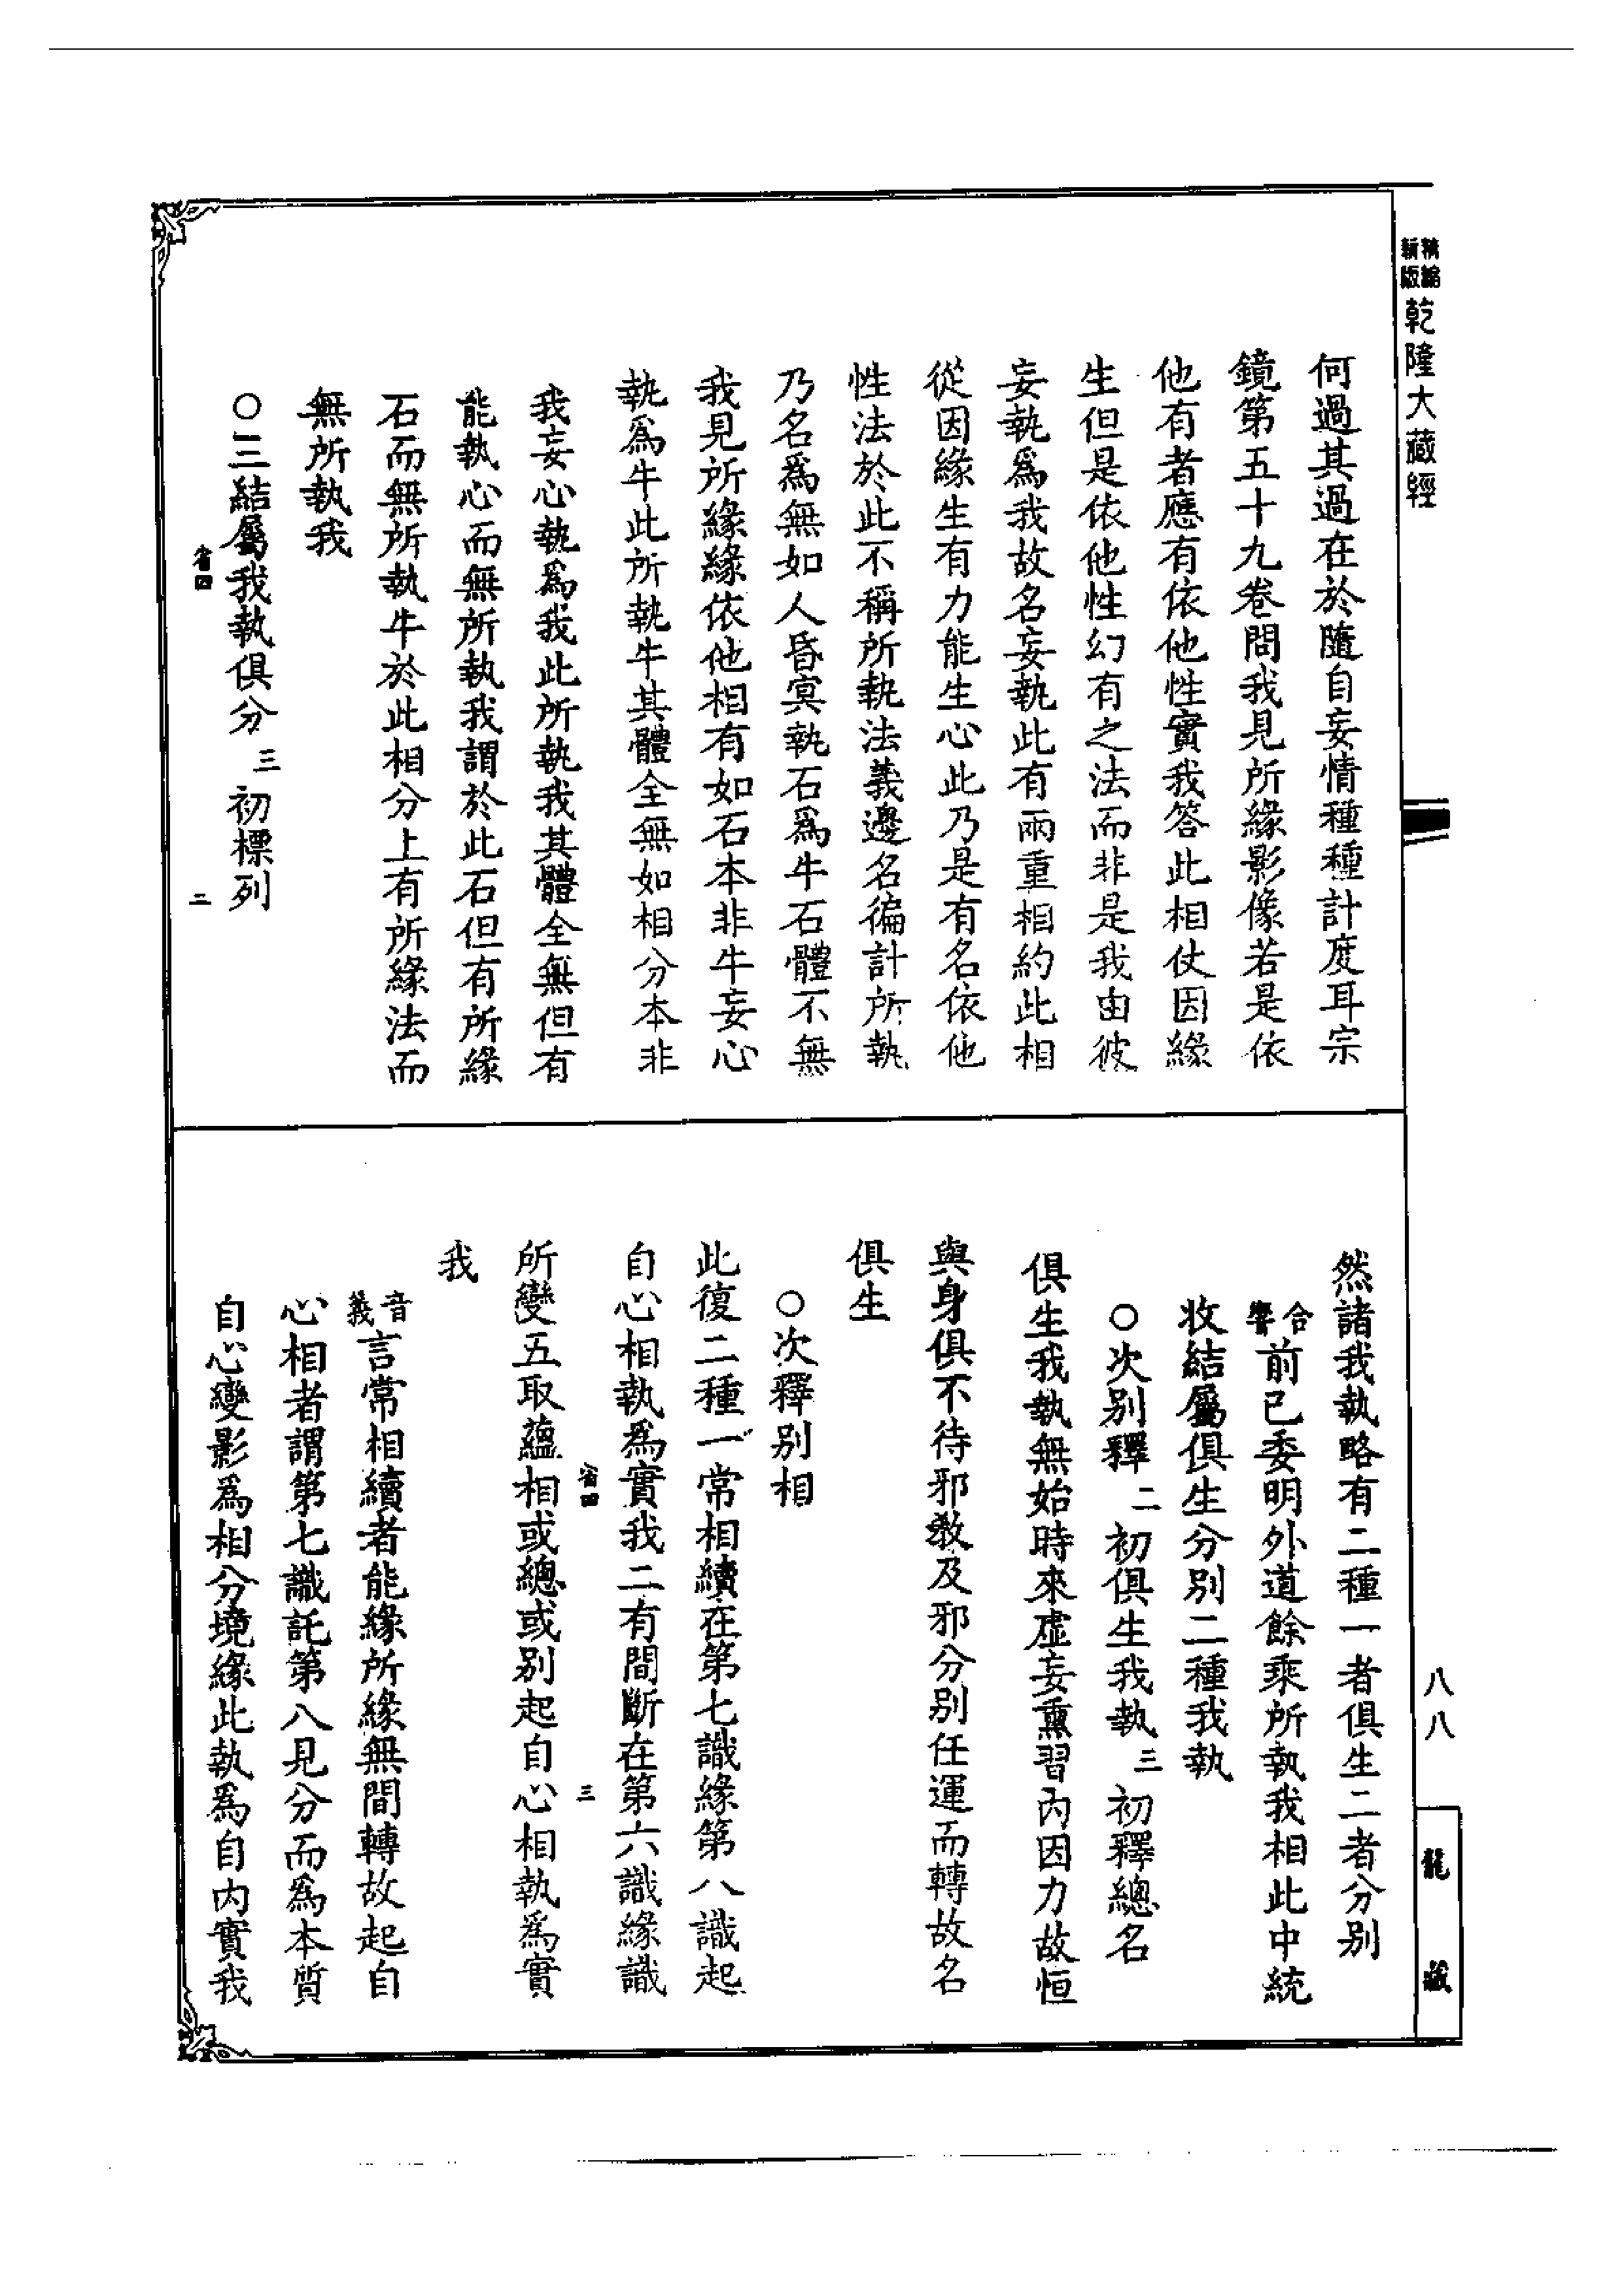 精縮新版乾隆大藏經
何過其過在於隨自妄情種種計度耳宗
鏡第五十九卷問我見所緣影像若是依
他有者應有依他性實我答此相仗因緣
生但是依他性幻有之法而非是我由彼
妄執爲我故名妄執此有兩重相約此相
從因緣生有力能生心此乃是有名依他
性法於此不稱所執法義邊名徧計所執
乃名爲無如人昏冥執石爲牛石體不無
我見所緣緣依他相有如石本非牛妄心
執爲牛此所執牛其體全無如相分本非
我妄心執爲我此所執我其體全無但有
能執心而無所執我謂於此石但有所緣
石而無所執牛於此相分上有所緣法而
無所執我
○三結屬我執俱分三初標列
二
然諸我執略有二種一者俱生二者分別
合響前已委明外道餘乘所執我相此中統
收結屬俱生分別二種我執
○次別釋二初俱生我執三初釋總名
俱生我執無始時來虛妄熏習內因力故恒
與身俱不待邪教及邪分別任運而轉故名
俱生
○次釋別相
此復二種一常相續在第七識緣第八識起
自心相執爲實我二有間斷在第六識緣識
三
所變五取蘊相或總或別起自心相執爲實
我
音義言常相續者能緣所緣無間轉故起自
心相者謂第七識託第八見分而爲本質
自心變影爲相分境緣此執爲自內實我
八八
龍藏